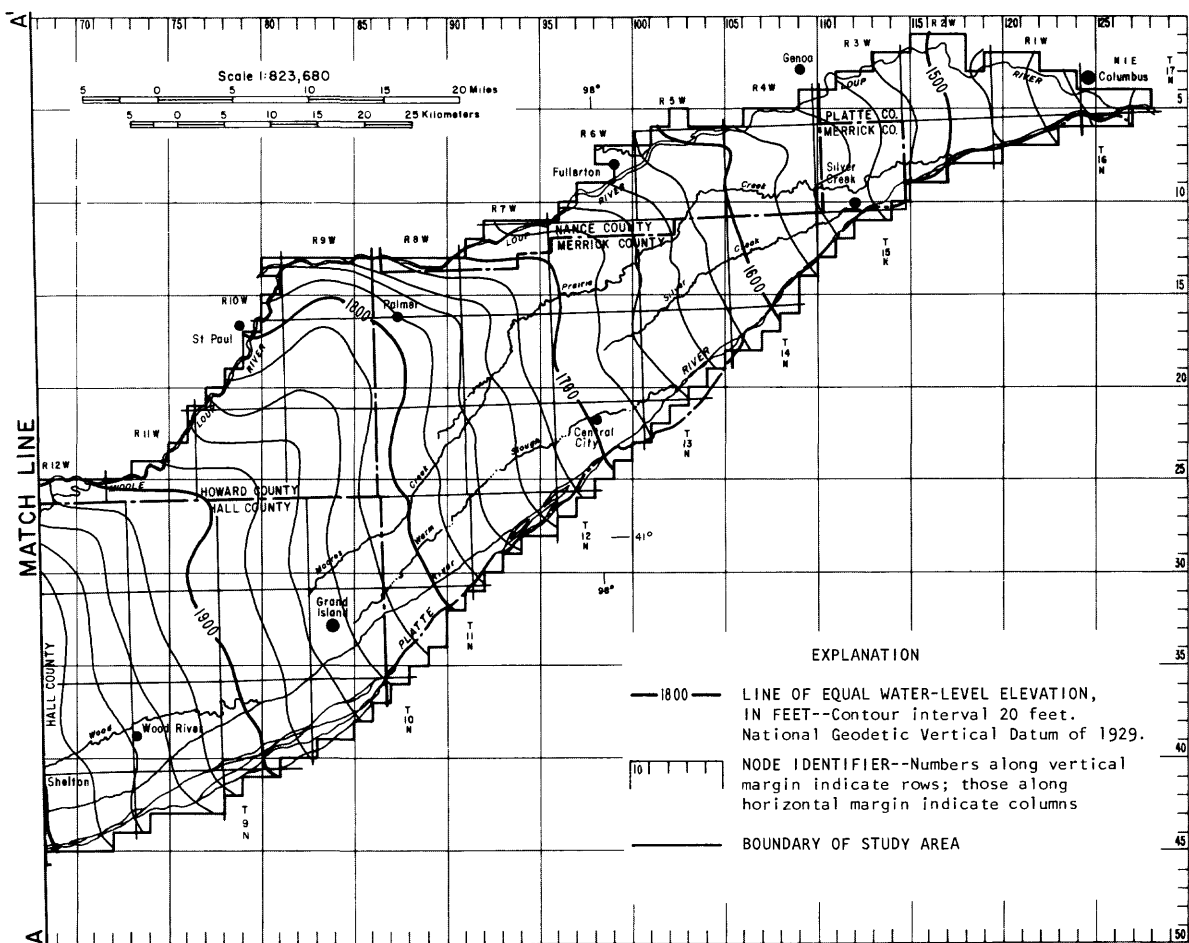 A'
70 75 80 85 90 95 100 105 110 115 120 125
R 2 W
R 3 W
R 1 W
N 1 E
T 17 N
Genoa
Columbus
LOUP
RIVER
1500
Scale 1:823,680
5 0 5 10 15 20 Miles
5 0 5 10 15 20 25 Kilometers
98°
R 4 W
R 5 W
5
PLATTE CO.
MERRICK CO.
R 6 W
T 16 N
Fullerton
Silver Creek
RIVER
Creek
10
R 7 W
LOUP
NANCE COUNTY
MERRICK COUNTY
R 9 W
R 8 W
Creek
T 15 N
Prairie
Silver
1600
15
R 10 W
1800
Palmer
St Paul
RIVER
T 14 N
RIVER
1700
20
LOUP
Central City
T 13 N
R 11 W
Slough
MATCH LINE
R 12 W
MIDDLE
Creek
25
HOWARD COUNTY
HALL COUNTY
Warm
T 12 N
41°
Moores
River
30
98°
Grand Island
1900
PLATTE
T 11 N
HALL COUNTY
35
Wood
Wood River
T 10 N
Shelton
40
T 9 N
45
50
A
EXPLANATION
1800 LINE OF EQUAL WATER-LEVEL ELEVATION,
IN FEET--Contour interval 20 feet.
National Geodetic Vertical Datum of 1929.
10 NODE IDENTIFIER--Numbers along vertical
margin indicate rows; those along
horizontal margin indicate columns
BOUNDARY OF STUDY AREA